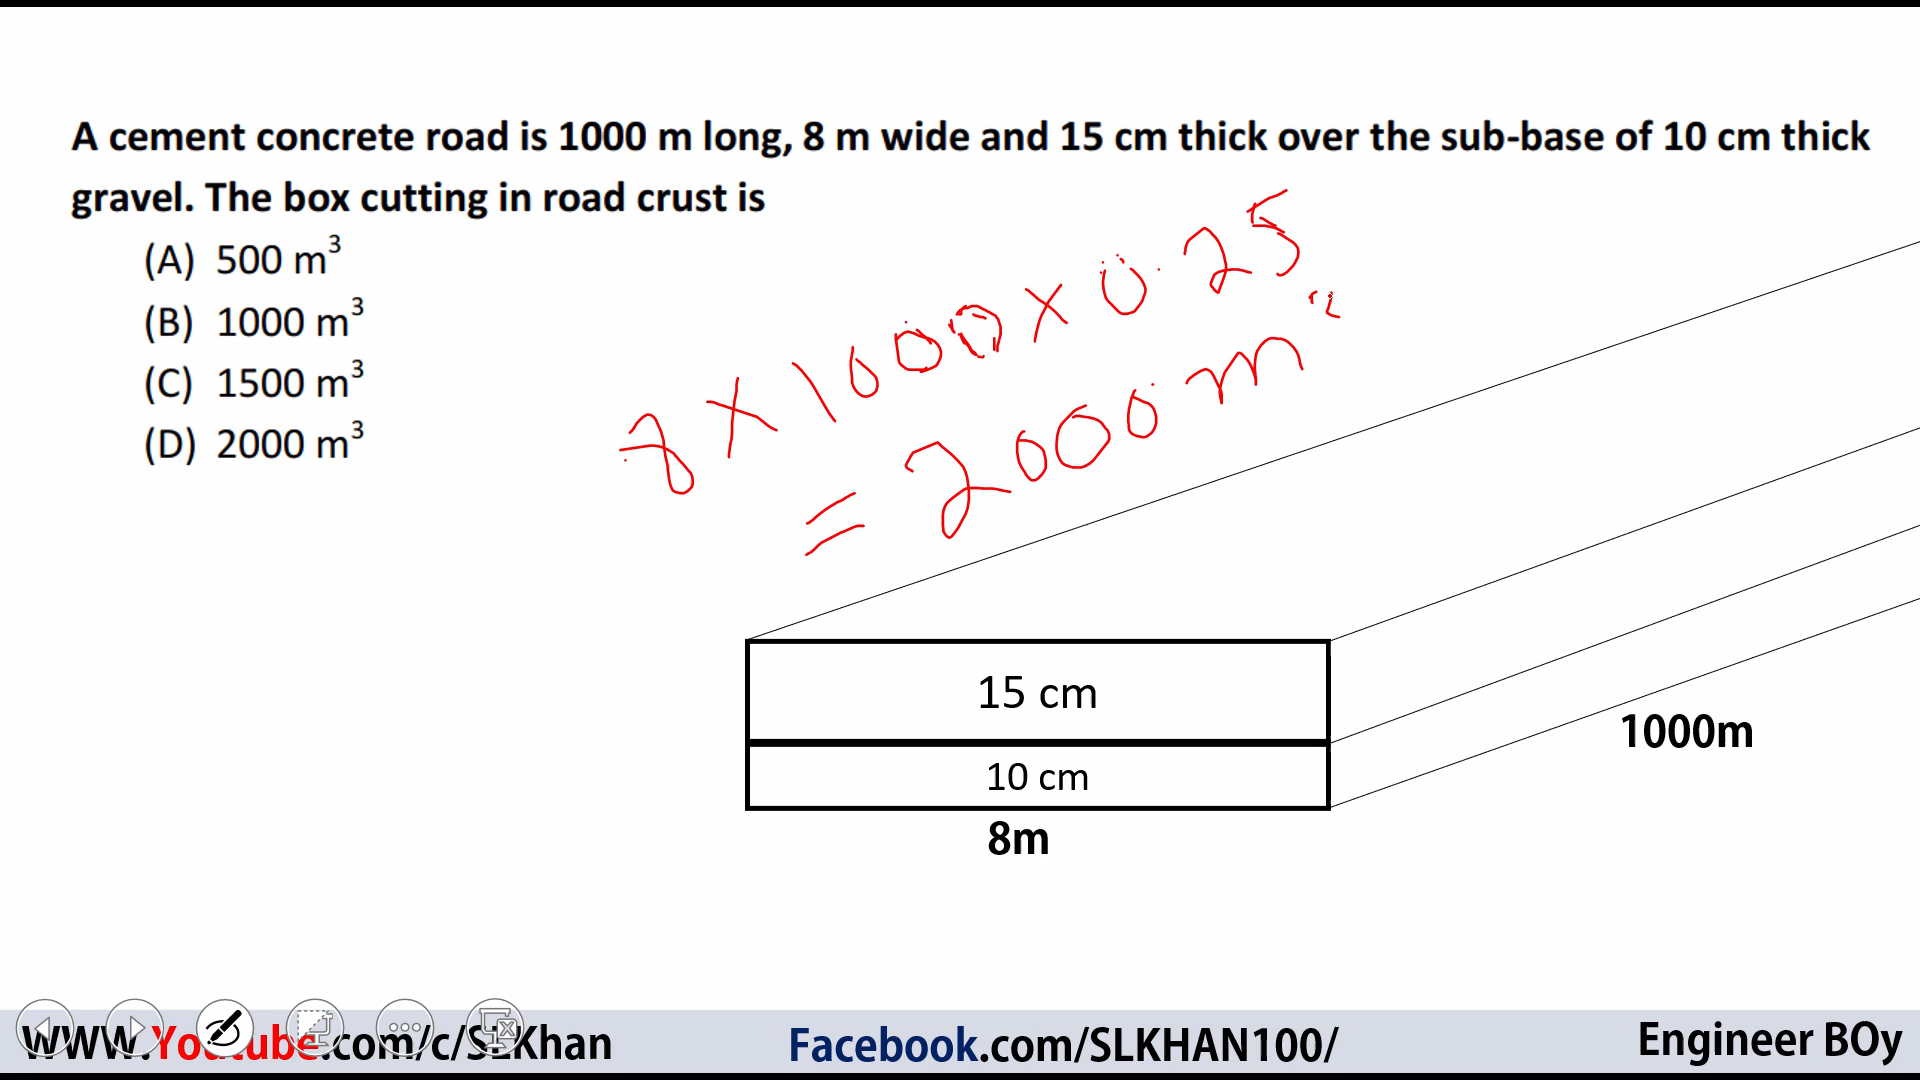 A cement concrete road is 1000 m long, 8 m wide and 15 cm thick over the sub-base of 10 cm thick
gravel. The box cutting in road crust is
(A) 500 m³
(B) 1000 m³
(C) 1500 m³
(D) 2000 m³
8 × 1000 × 0.25
= 2000 m
15 cm
10 cm
8m
1000m
WWW.Youtube.com/c/SLKhan
Facebook.com/SLKHAN100/
Engineer BOy